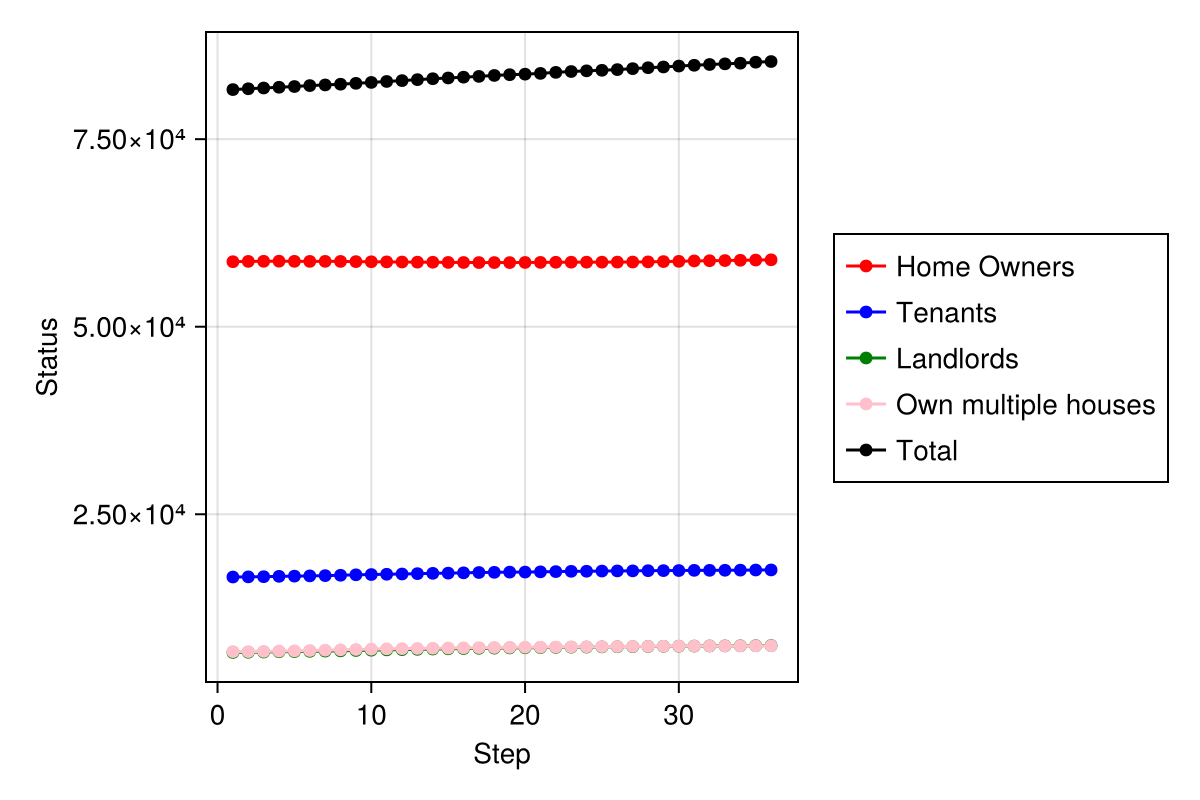 7.50×10⁴
5.00×10⁴
2.50×10⁴
Status
0 10 20 30
Step
Home Owners
Tenants
Landlords
Own multiple houses
Total